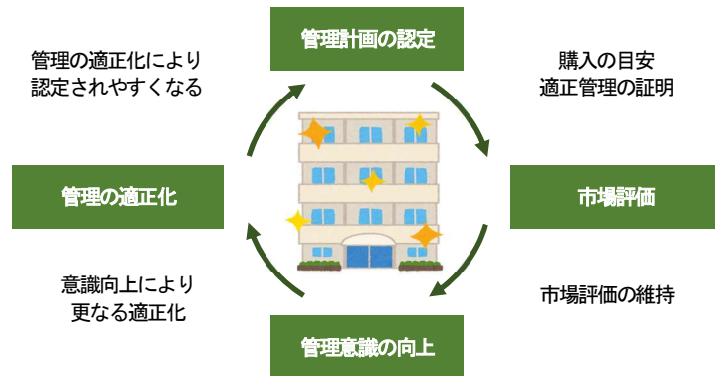 管理計画の認定
管理の適正化により
認定されやすくなる
購入の目安
適正管理の証明
管理の適正化
市場評価
意識向上により
更なる適正化
市場評価の維持
管理意識の向上